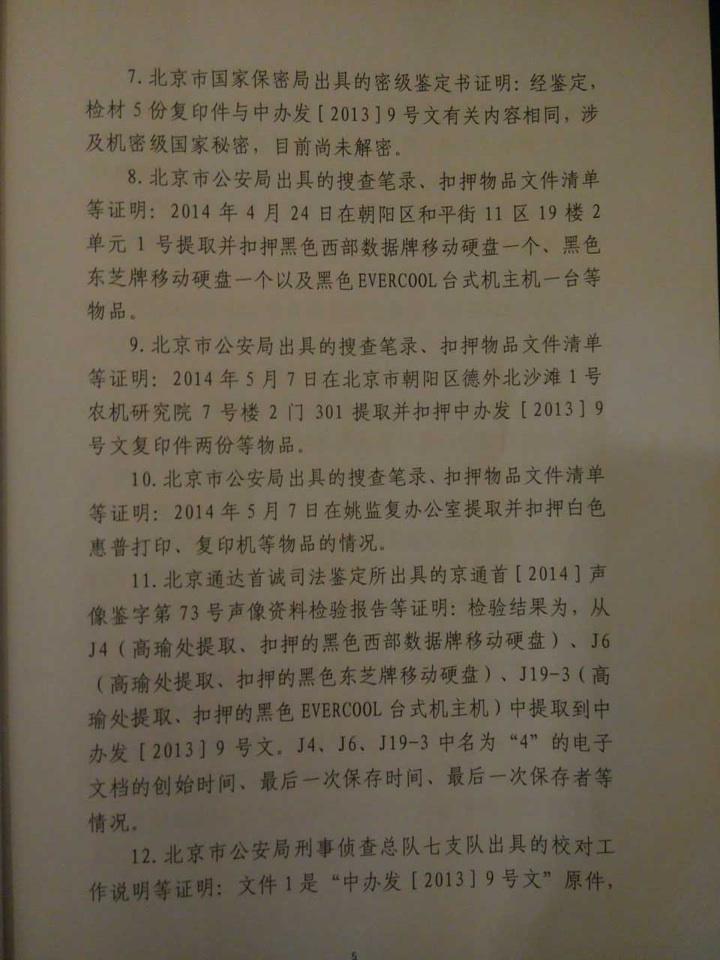 7. 北京市国家保密局出具的密级鉴定书证明：经鉴定，
检材 5 份复印件与中办发［2013］9 号文有关内容相同，涉
及机密级国家秘密，目前尚未解密。
8. 北京市公安局出具的搜查笔录、扣押物品文件清单
等证明：2014 年 4 月 24 日在朝阳区和平街 11 区 19 楼 2
单元 1 号提取并扣押黑色西部数据牌移动硬盘一个、黑色
东芝牌移动硬盘一个以及黑色 EVERCOOL 台式机主机一台等
物品。
9. 北京市公安局出具的搜查笔录、扣押物品文件清单
等证明：2014 年 5 月 7 日在北京市朝阳区德外北沙滩 1 号
农机研究院 7 号楼 2 门 301 提取并扣押中办发［2013］9
号文复印件两份等物品。
10. 北京市公安局出具的搜查笔录、扣押物品文件清单
等证明：2014 年 5 月 7 日在姚监复办公室提取并扣押白色
惠普打印、复印机等物品的情况。
11. 北京通达首诚司法鉴定所出具的京通首［2014］声
像鉴字第 73 号声像资料检验报告等证明：检验结果为，从
J4（高瑜处提取、扣押的黑色西部数据牌移动硬盘）、J6
（高瑜处提取、扣押的黑色东芝牌移动硬盘）、J19-3（高
瑜处提取、扣押的黑色 EVERCOOL 台式机主机）中提取到中
办发［2013］9 号文。J4、J6、J19-3 中名为“4”的电子
文档的创始时间、最后一次保存时间、最后一次保存者等
情况。
12. 北京市公安局刑事侦查总队七支队出具的校对工
作说明等证明：文件 1 是“中办发［2013］9 号文”原件，
5